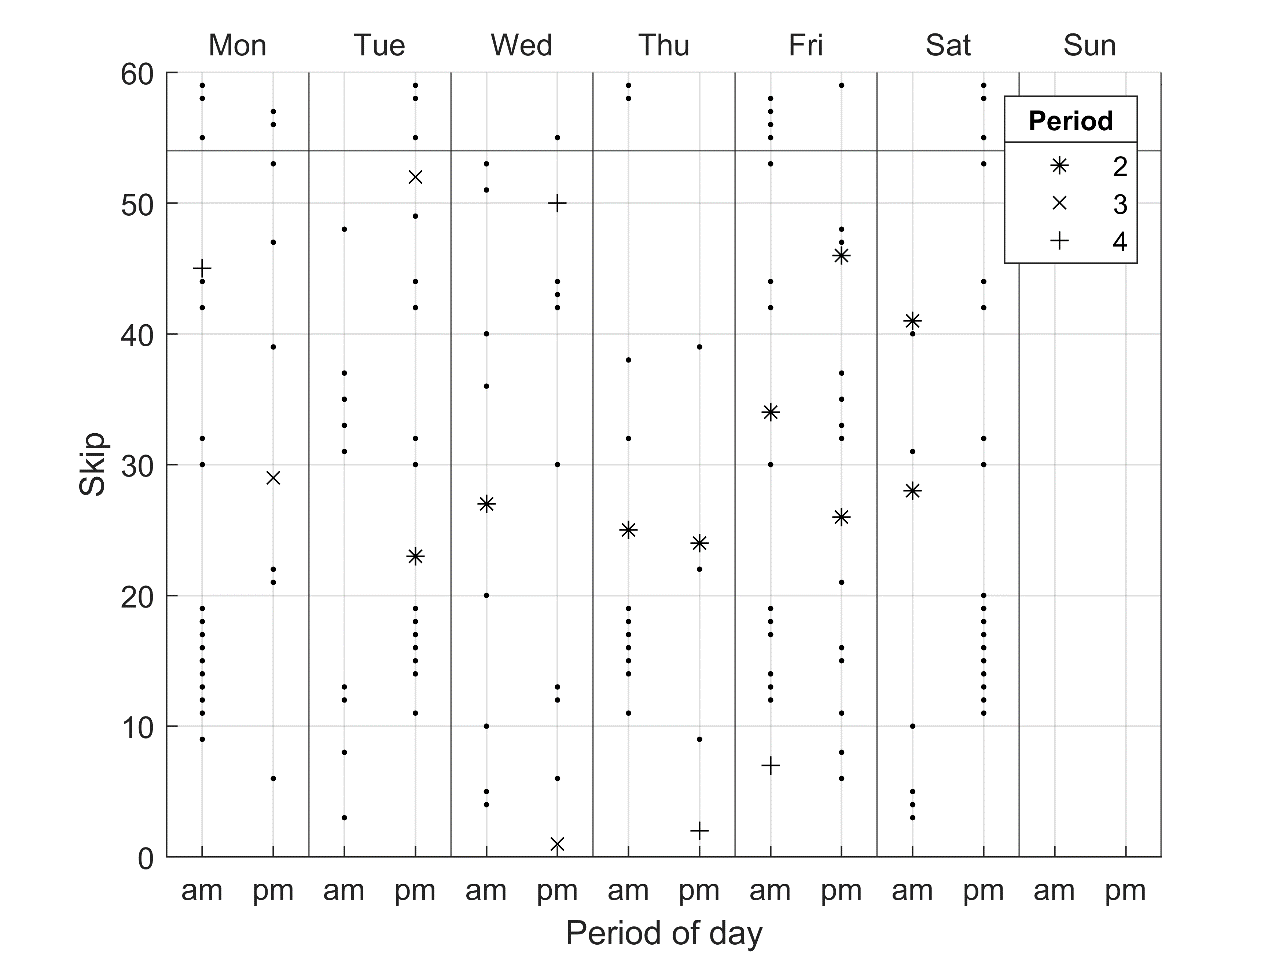 Mon Tue Wed Thu Fri Sat Sun
60
Period
2
50
3
4
40
Skip
30
20
10
0
am pm am pm am pm am pm am pm am pm am pm
Period of day